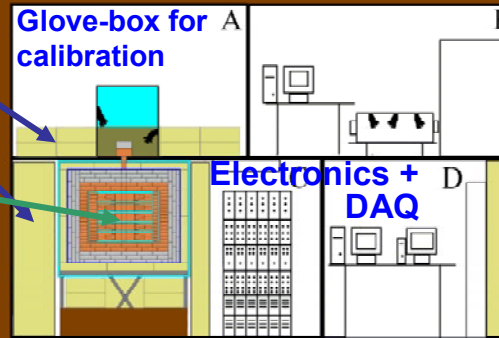 Glove-box for
calibration
A
Electronics +
DAQ
D